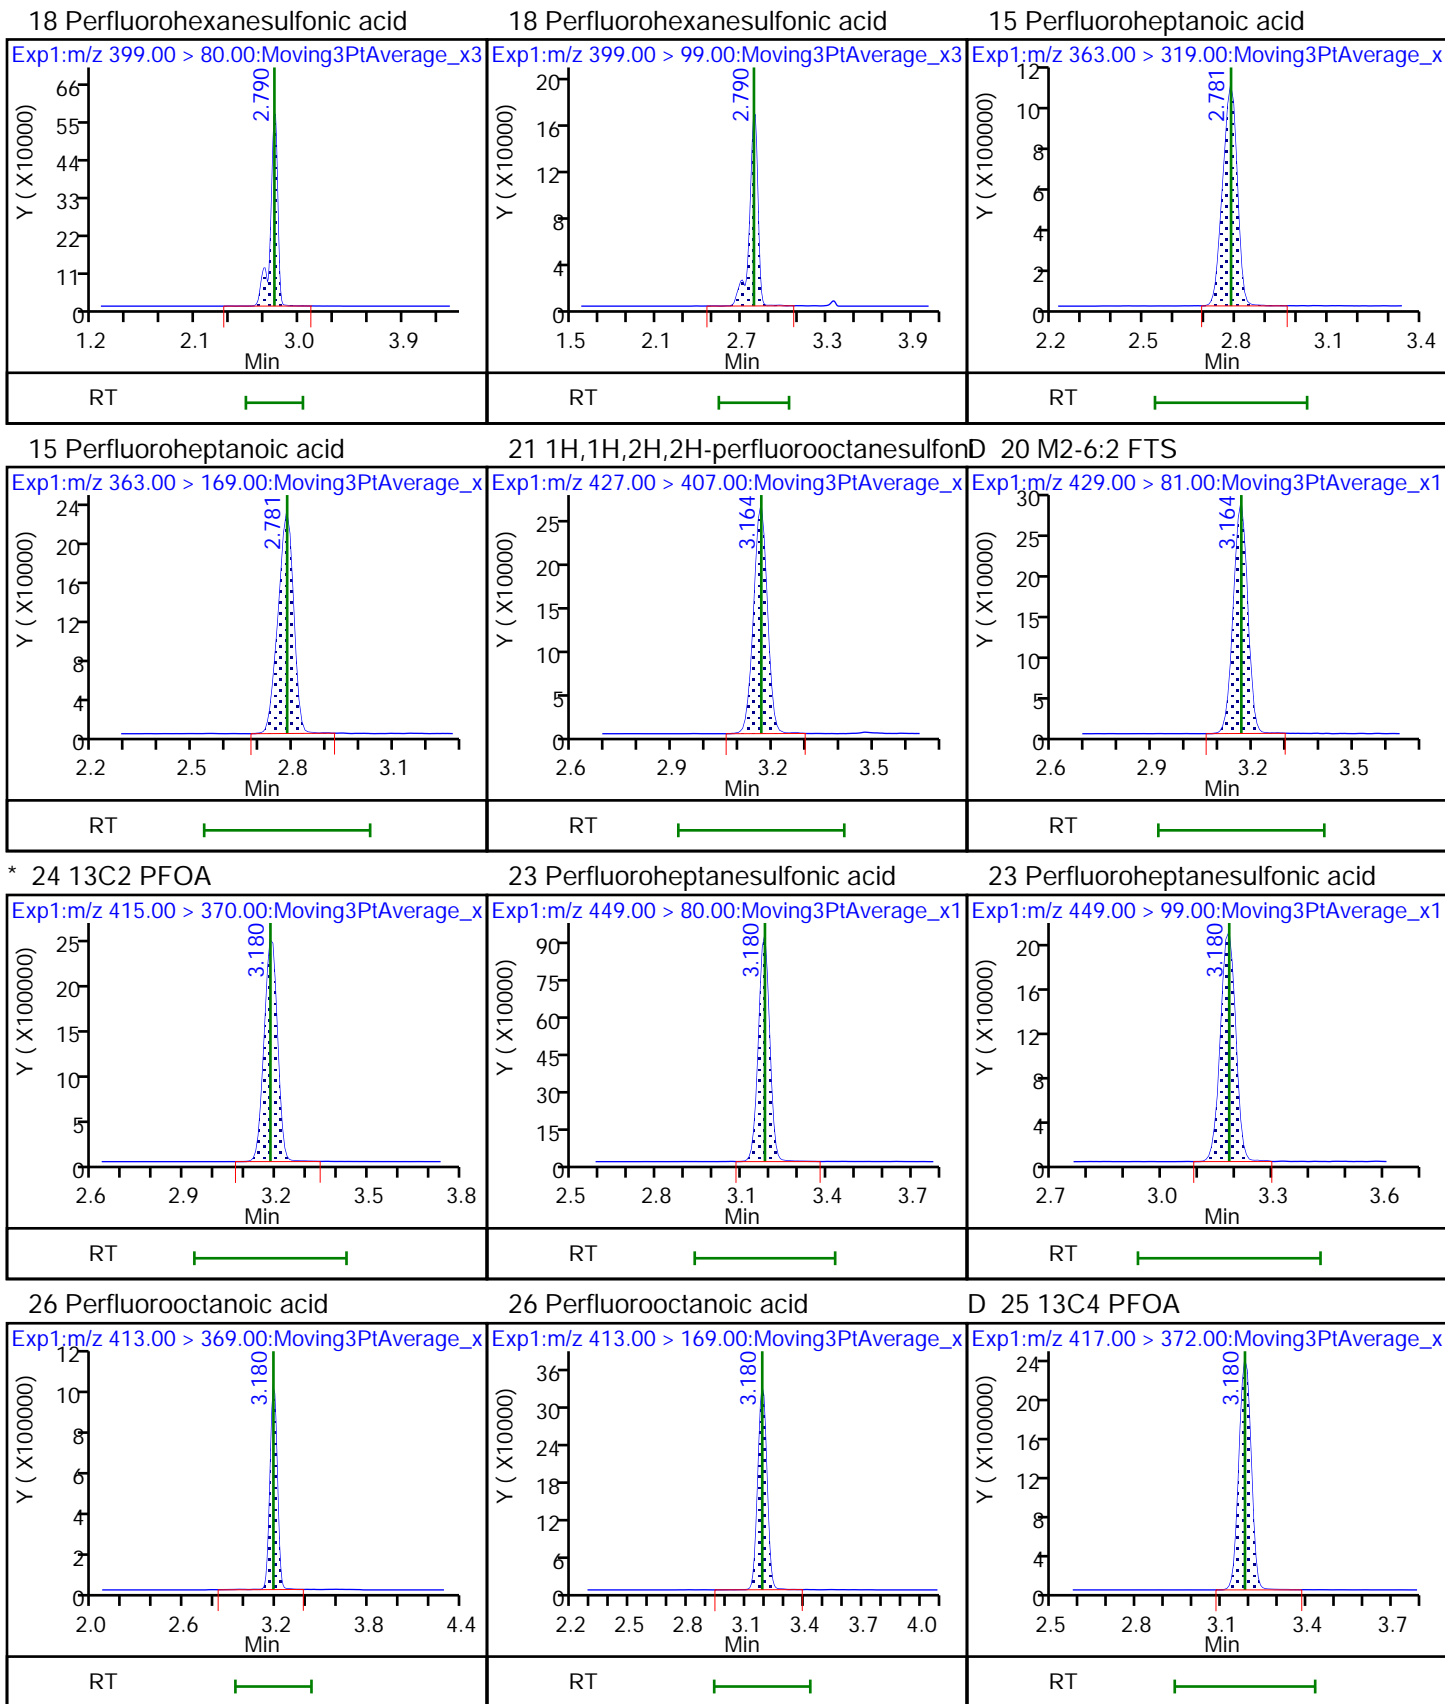 18 Perfluorohexanesulfonic acid
Exp1:m/z 399.00 > 80.00:Moving3PtAverage_x3
2.790
Y ( X10000)
66
55
44
33
22
11
0
1.2 2.1 3.0 3.9
Min
RT
18 Perfluorohexanesulfonic acid
Exp1:m/z 399.00 > 99.00:Moving3PtAverage_x3
2.790
Y ( X10000)
20
16
12
8
4
0
1.5 2.1 2.7 3.3 3.9
Min
RT
15 Perfluoroheptanoic acid
Exp1:m/z 363.00 > 319.00:Moving3PtAverage_x
2.781
Y ( X100000)
12
10
8
6
4
2
0
2.2 2.5 2.8 3.1 3.4
Min
RT
15 Perfluoroheptanoic acid
Exp1:m/z 363.00 > 169.00:Moving3PtAverage_x
2.781
Y ( X10000)
24
20
16
12
8
4
0
2.2 2.5 2.8 3.1
Min
RT
21 1H,1H,2H,2H-perfluorooctanesulfon
Exp1:m/z 427.00 > 407.00:Moving3PtAverage_x
3.164
Y ( X10000)
25
20
15
10
5
0
2.6 2.9 3.2 3.5
Min
RT
D 20 M2-6:2 FTS
Exp1:m/z 429.00 > 81.00:Moving3PtAverage_x1
3.164
Y ( X10000)
30
25
20
15
10
5
0
2.6 2.9 3.2 3.5
Min
RT
* 24 13C2 PFOA
Exp1:m/z 415.00 > 370.00:Moving3PtAverage_x
3.180
Y ( X100000)
25
20
15
10
5
0
2.6 2.9 3.2 3.5 3.8
Min
RT
23 Perfluoroheptanesulfonic acid
Exp1:m/z 449.00 > 80.00:Moving3PtAverage_x1
3.180
Y ( X10000)
90
75
60
45
30
15
0
2.5 2.8 3.1 3.4 3.7
Min
RT
23 Perfluoroheptanesulfonic acid
Exp1:m/z 449.00 > 99.00:Moving3PtAverage_x1
3.180
Y ( X10000)
20
16
12
8
4
0
2.7 3.0 3.3 3.6
Min
RT
26 Perfluorooctanoic acid
Exp1:m/z 413.00 > 369.00:Moving3PtAverage_x
3.180
Y ( X100000)
12
10
8
6
4
2
0
2.0 2.6 3.2 3.8 4.4
Min
RT
26 Perfluorooctanoic acid
Exp1:m/z 413.00 > 169.00:Moving3PtAverage_x
3.180
Y ( X10000)
36
30
24
18
12
6
0
2.2 2.5 2.8 3.1 3.4 3.7 4.0
Min
RT
D 25 13C4 PFOA
Exp1:m/z 417.00 > 372.00:Moving3PtAverage_x
3.180
Y ( X100000)
24
20
16
12
8
4
0
2.5 2.8 3.1 3.4 3.7
Min
RT